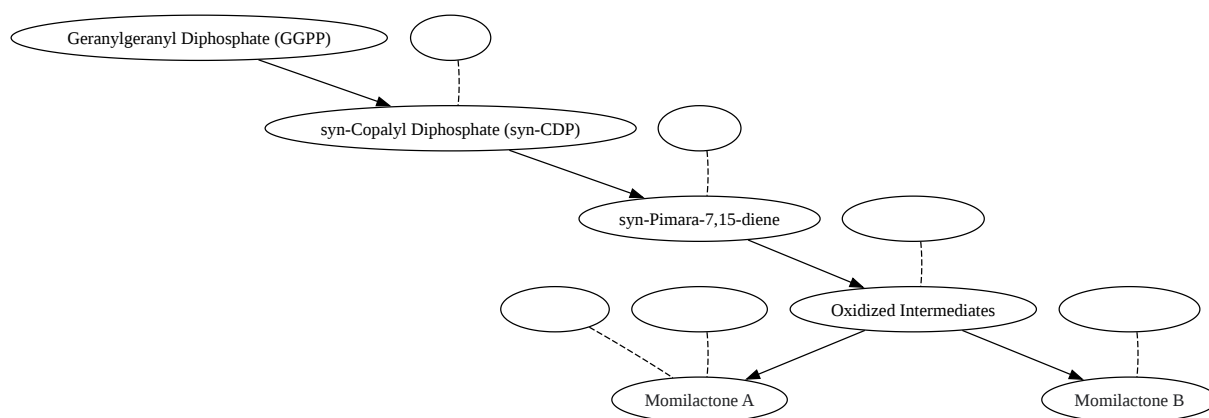 Geranylgeranyl Diphosphate (GGPP)
syn-Copalyl Diphosphate (syn-CDP)
syn-Pimara-7,15-diene
Oxidized Intermediates
Momilactone A
Momilactone B